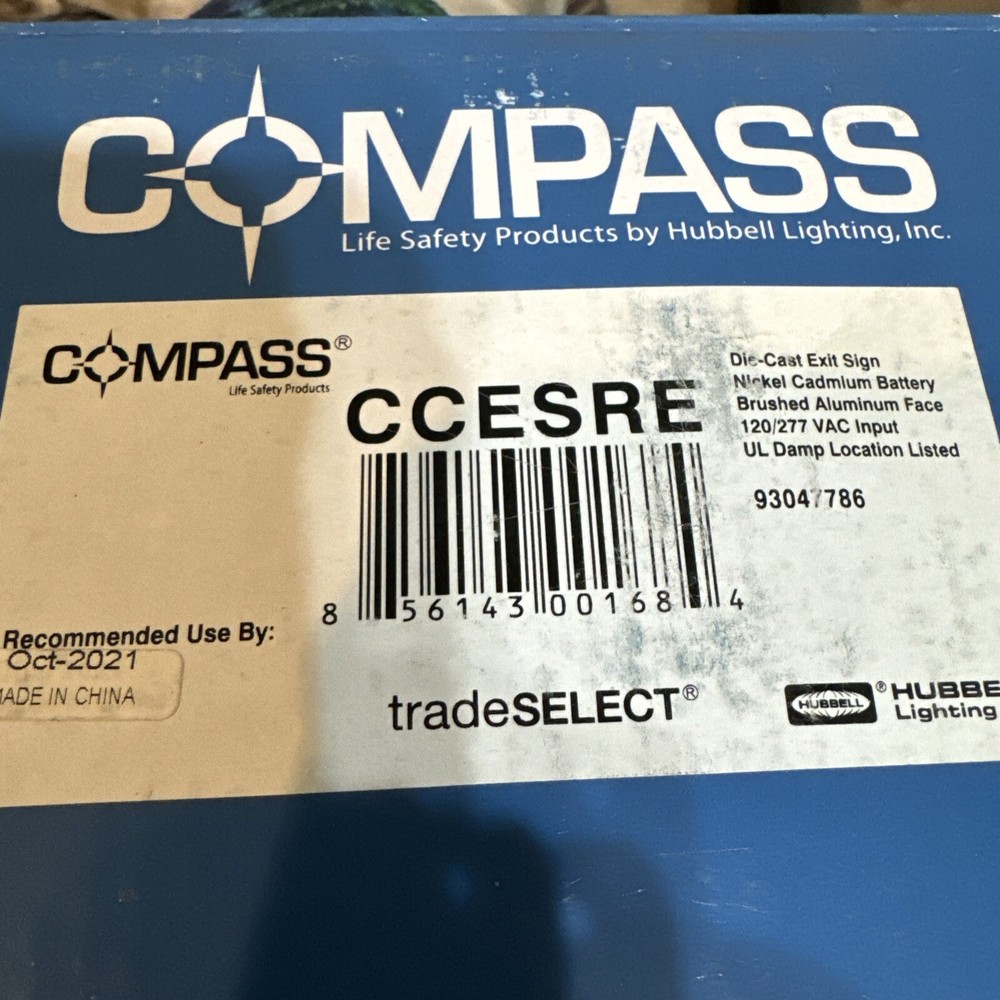 COMPASS
Life Safety Products by Hubbell Lighting, Inc.
COMPASS®
Life Safety Products
CCESRE
Die-Cast Exit Sign
Nickel Cadmium Battery
Brushed Aluminum Face
120/277 VAC Input
UL Damp Location Listed
93047786
8 56143 00168 4
Recommended Use By:
Oct-2021
MADE IN CHINA
tradeSELECT®
HUBBELL ® HUBBE
Lighting